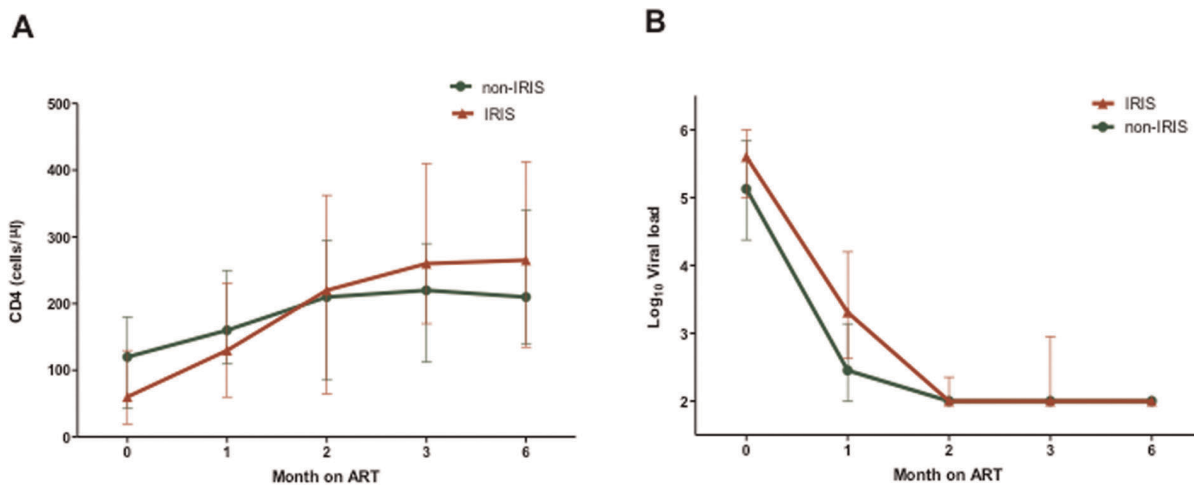 A
non-IRIS
IRIS
500
400
300
200
100
0
CD4 (cells/µl)
0 1 2 3 6
Month on ART
B
IRIS
non-IRIS
6
5
4
3
2
Log10 Viral load
0 1 2 3 6
Month on ART